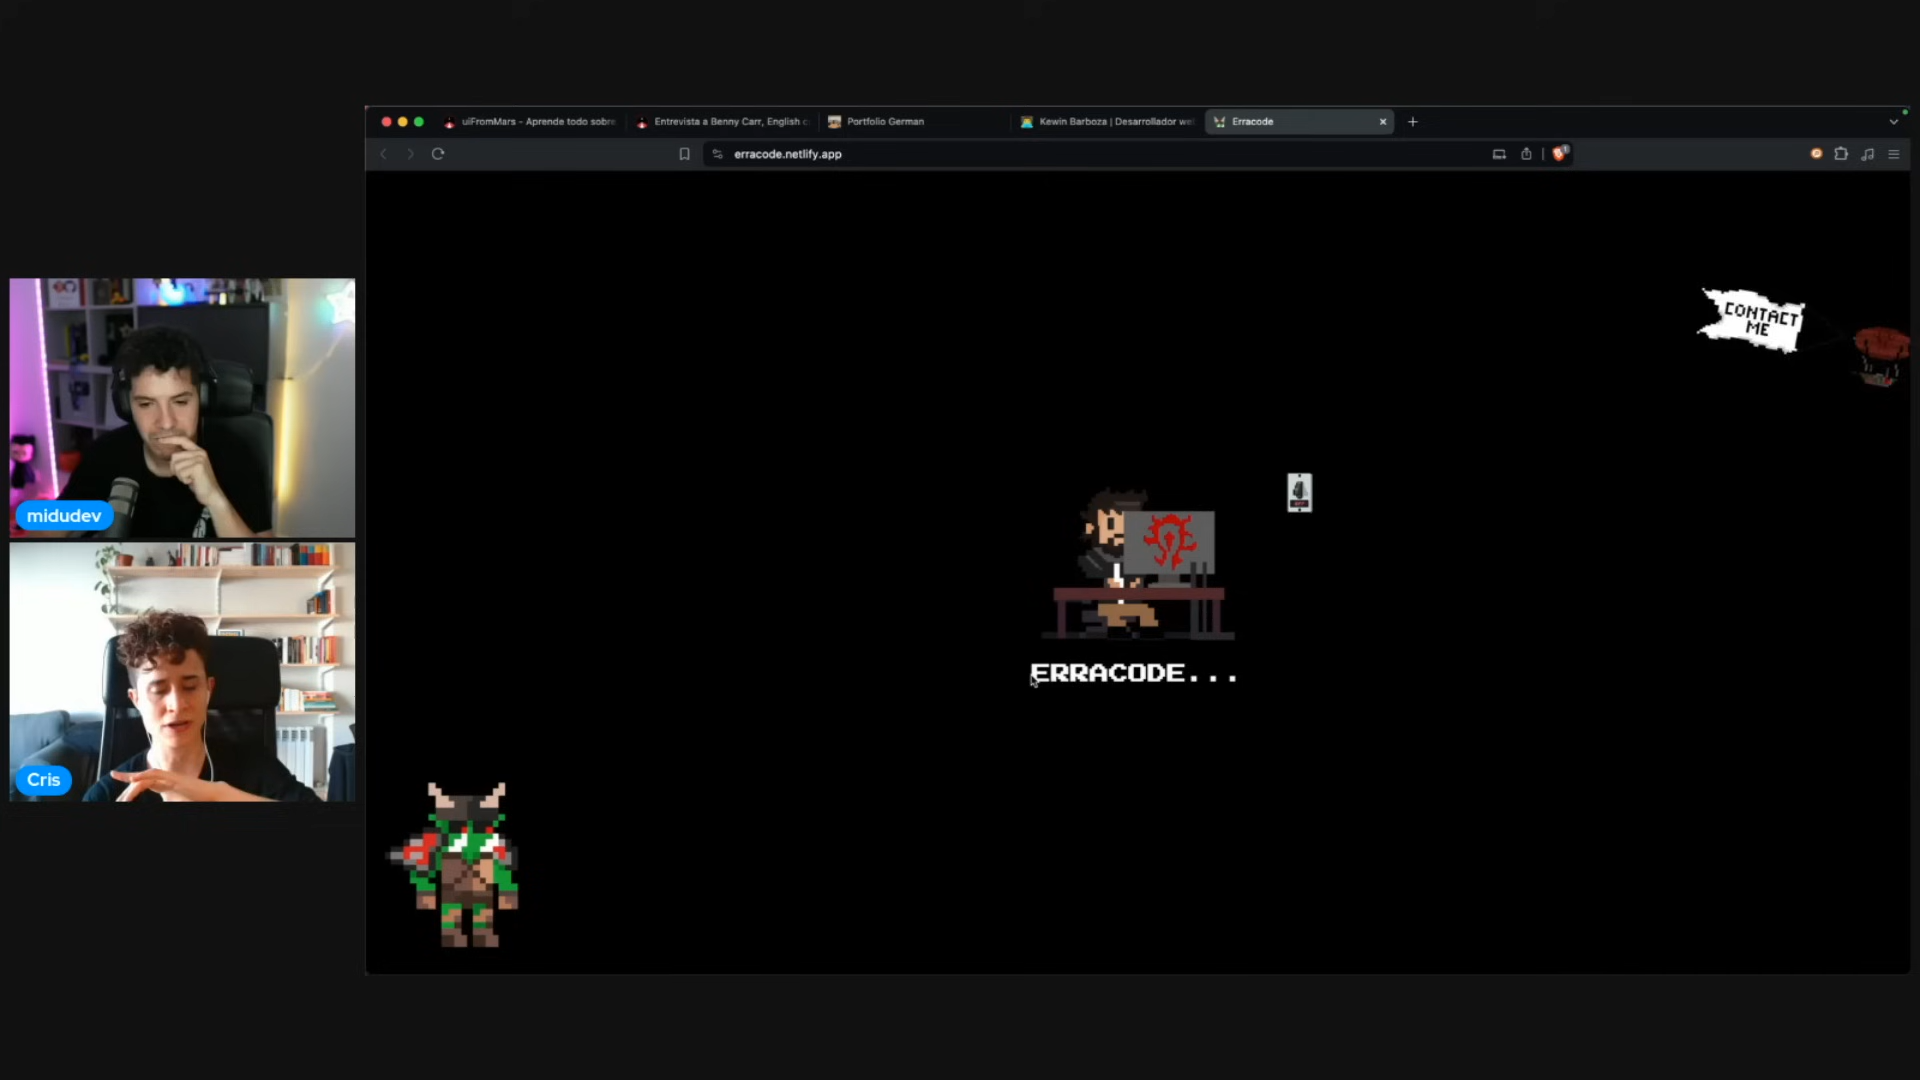 uiFromMars - Aprende todo sobre
Entrevista a Benny Carr, English c
Portfolio German
Kewin Barboza | Desarrollador we
Erracode
erracode.netlify.app
CONTACT
ME
midudev
ERRACODE...
Cris